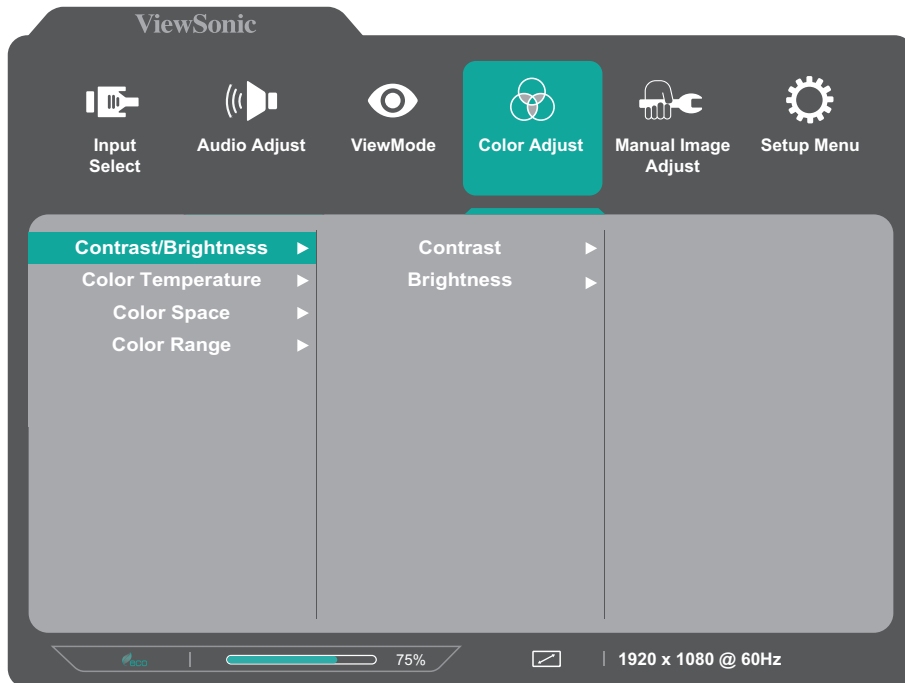 ViewSonic
Input
Select
Audio Adjust
ViewMode
Color Adjust
Manual Image
Adjust
Setup Menu
Contrast/Brightness
Color Temperature
Color Space
Color Range
Contrast
Brightness
eco
75%
1920 x 1080 @ 60Hz